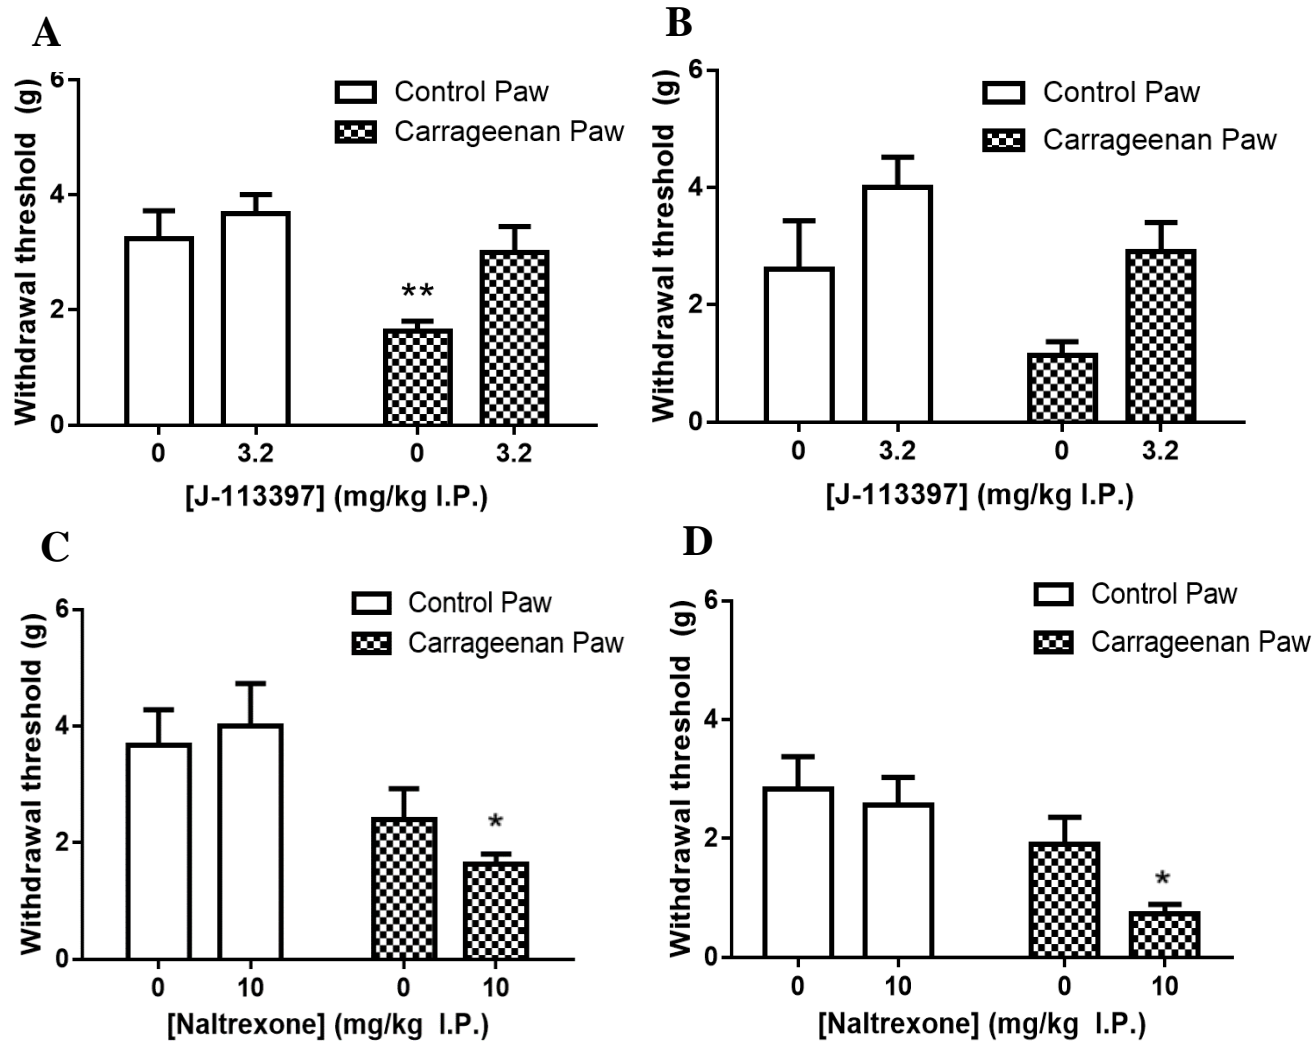 A
Withdrawal threshold (g)
6
4
2
0
Control Paw
Carrageenan Paw
**
0 3.2 0 3.2
[J-113397] (mg/kg I.P.)
B
Withdrawal threshold (g)
6
4
2
0
Control Paw
Carrageenan Paw
0 3.2 0 3.2
[J-113397] (mg/kg I.P.)
C
Withdrawal threshold (g)
6
4
2
0
Control Paw
Carrageenan Paw
*
0 10 0 10
[Naltrexone] (mg/kg I.P.)
D
Withdrawal threshold (g)
6
4
2
0
Control Paw
Carrageenan Paw
*
0 10 0 10
[Naltrexone] (mg/kg I.P.)